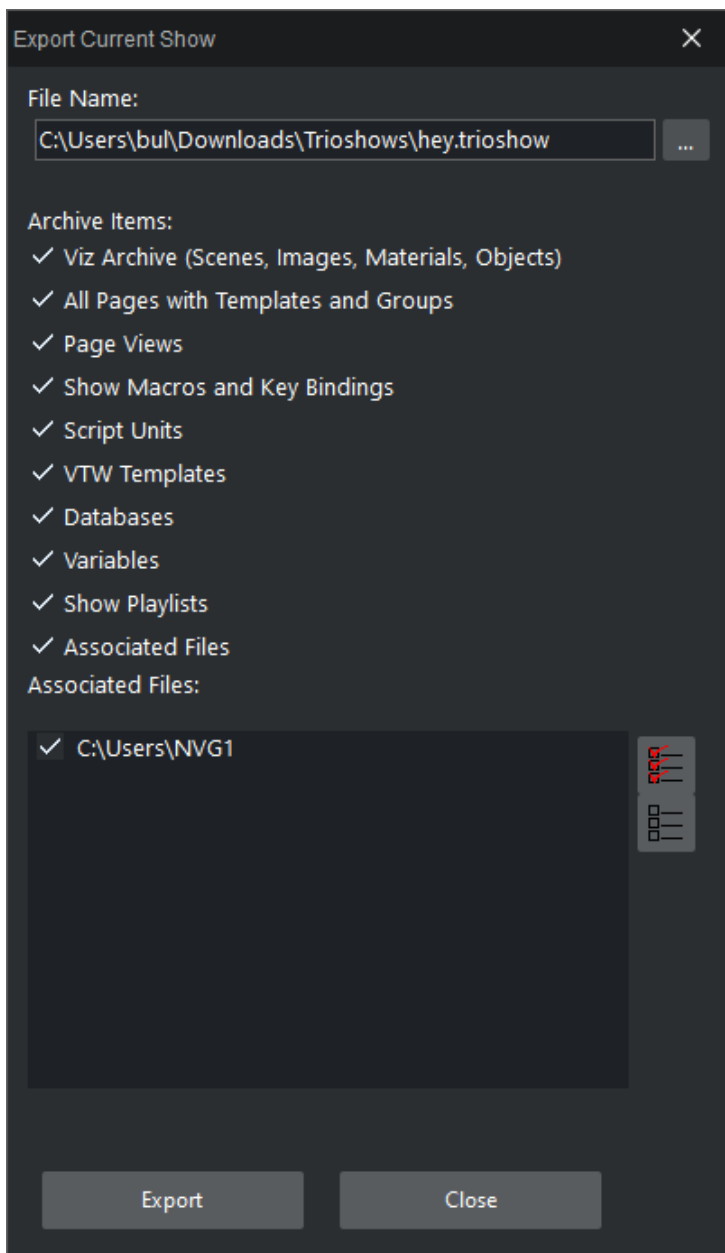 Export Current Show
File Name:
C:\Users\bul\Downloads\Trioshows\hey.trioshow
...
Archive Items:
Viz Archive (Scenes, Images, Materials, Objects)
All Pages with Templates and Groups
Page Views
Show Macros and Key Bindings
Script Units
VTW Templates
Databases
Variables
Show Playlists
Associated Files
Associated Files:
C:\Users\NVG1
Export
Close